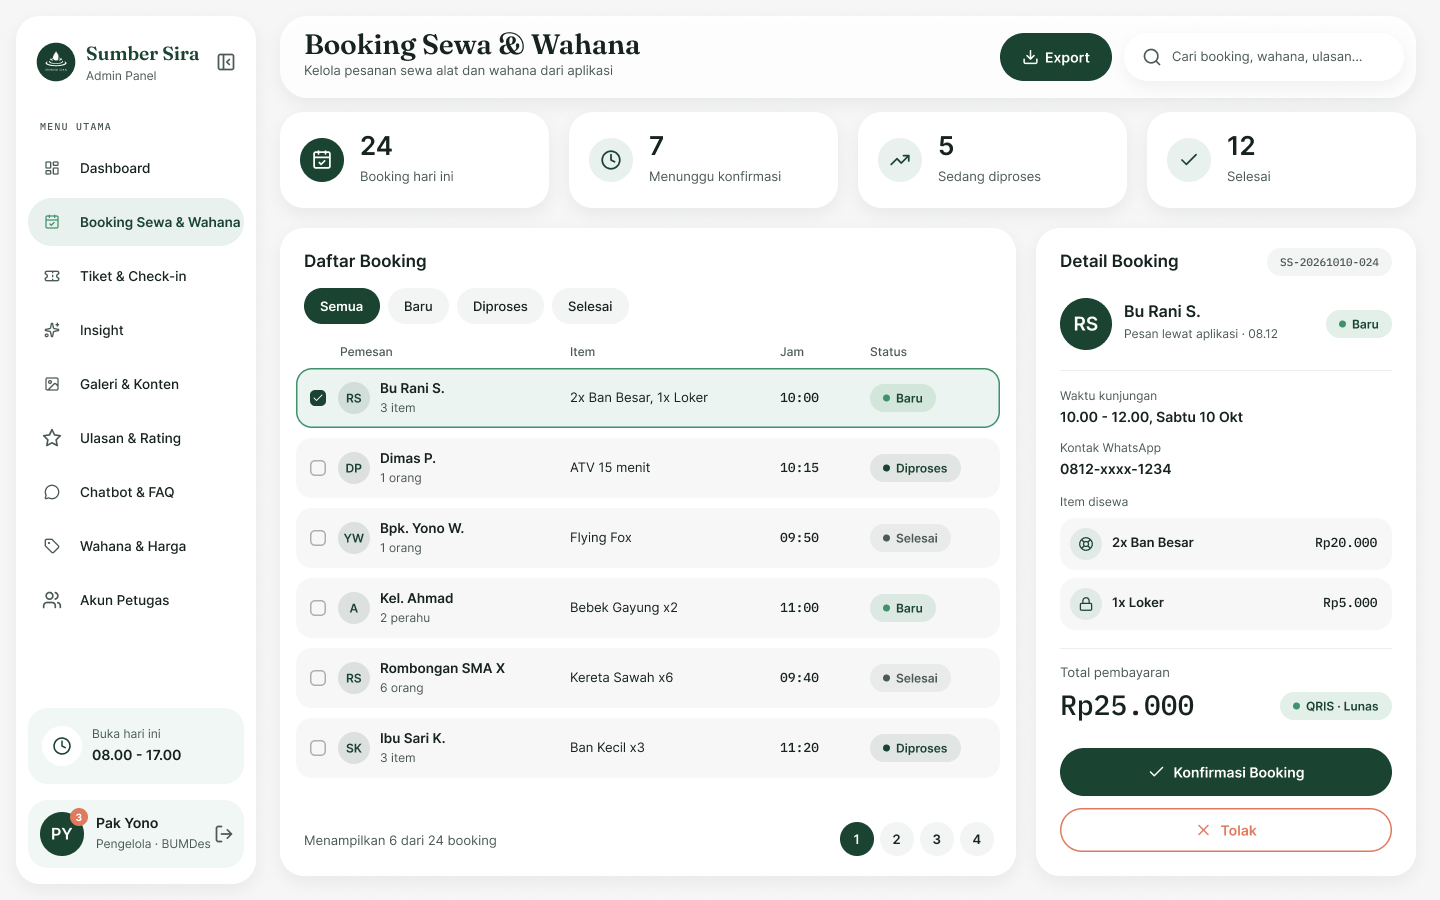 Sumber Sira
Admin Panel
MENU UTAMA
Dashboard
Booking Sewa & Wahana
Tiket & Check-in
Insight
Galeri & Konten
Ulasan & Rating
Chatbot & FAQ
Wahana & Harga
Akun Petugas
Buka hari ini
08.00 - 17.00
PY
3
Pak Yono
Pengelola · BUMDes
Booking Sewa & Wahana
Kelola pesanan sewa alat dan wahana dari aplikasi
Export
Cari booking, wahana, ulasan...
24
Booking hari ini
7
Menunggu konfirmasi
5
Sedang diproses
12
Selesai
Daftar Booking
Semua Baru Diproses Selesai
Pemesan Item Jam Status
RS Bu Rani S. 2x Ban Besar, 1x Loker 10:00 Baru
3 item
DP Dimas P. ATV 15 menit 10:15 Diproses
1 orang
YW Bpk. Yono W. Flying Fox 09:50 Selesai
1 orang
A Kel. Ahmad Bebek Gayung x2 11:00 Baru
2 perahu
RS Rombongan SMA X Kereta Sawah x6 09:40 Selesai
6 orang
SK Ibu Sari K. Ban Kecil x3 11:20 Diproses
3 item
Menampilkan 6 dari 24 booking
1 2 3 4
Detail Booking
SS-20261010-024
RS
Bu Rani S.
Pesan lewat aplikasi · 08.12
Baru
Waktu kunjungan
10.00 - 12.00, Sabtu 10 Okt
Kontak WhatsApp
0812-xxxx-1234
Item disewa
2x Ban Besar Rp20.000
1x Loker Rp5.000
Total pembayaran
Rp25.000
QRIS · Lunas
Konfirmasi Booking
Tolak